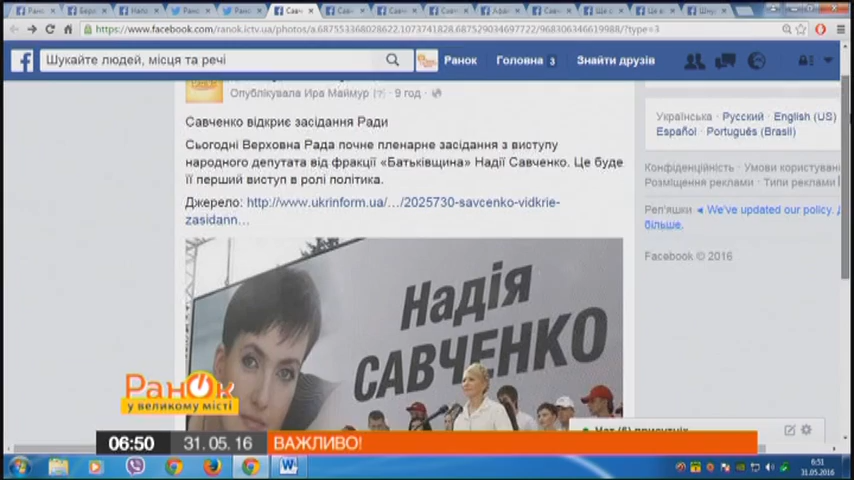 https://www.facebook.com/ranok.ictv.ua/photos/a.687553368028622.1073741828.687529034697722/968306346619988/?type=3
Шукайте людей, місця та речі
Ранок
Головна 3
Знайти друзів
Опублікувала Ира Маймур [?] · 9 год ·
Савченко відкриє засідання Ради
Сьогодні Верховна Рада почне пленарне засідання з виступу
народного депутата від фракції «Батьківщина» Надії Савченко. Це буде
її перший виступ в ролі політика.
Джерело: http://www.ukrinform.ua/…/2025730-savcenko-vidkrie-
zasidann…
Українська · Русский · English (US) ·
Español · Português (Brasil)
Конфіденційність · Умови користуван
Розміщення реклами · Типи реклами
Реп'яшки ◄ We've updated our policy.
більше.
Facebook © 2016
Надія
САВЧЕНКО
Ранок
у великому місті
06:50 31.05.16 ВАЖЛИВО!
6:51
31.05.2016